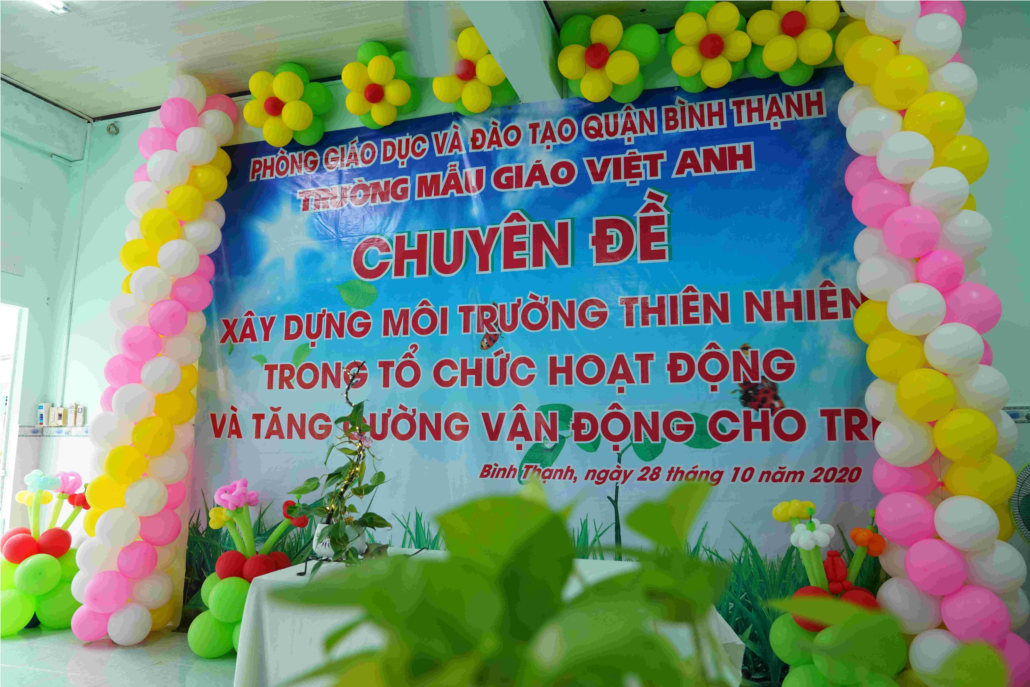 PHÒNG GIÁO DỤC VÀ ĐÀO TẠO QUẬN BÌNH THẠNH
TRƯỜNG MẪU GIÁO VIỆT ANH
CHUYÊN ĐỀ
XÂY DỰNG MÔI TRƯỜNG THIÊN NHIÊN
TRONG TỔ CHỨC HOẠT ĐỘNG
VÀ TĂNG CƯỜNG VẬN ĐỘNG CHO
Bình Thạnh, ngày 28 tháng 10 năm 2020